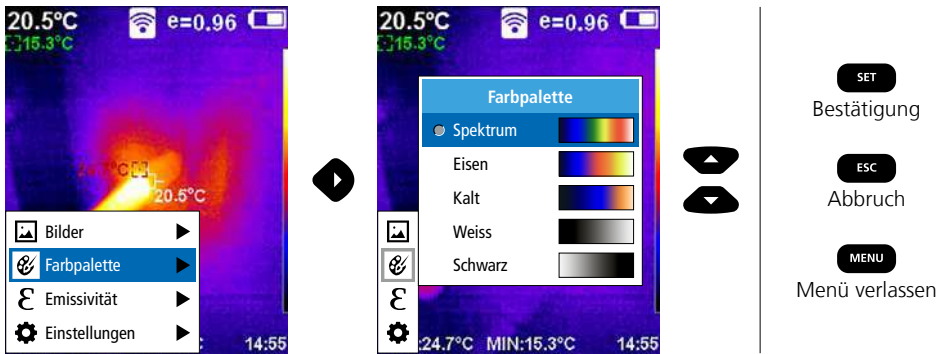 20.5°C e=0.96
15.3°C
20.5°C
Bilder
Farbpalette
Emissivität
Einstellungen
14:55
20.5°C e=0.96
15.3°C
Farbpalette
Spektrum
Eisen
Kalt
Weiss
Schwarz
ε
:24.7°C MIN:15.3°C 14:55
SET
Bestätigung
ESC
Abbruch
MENU
Menü verlassen